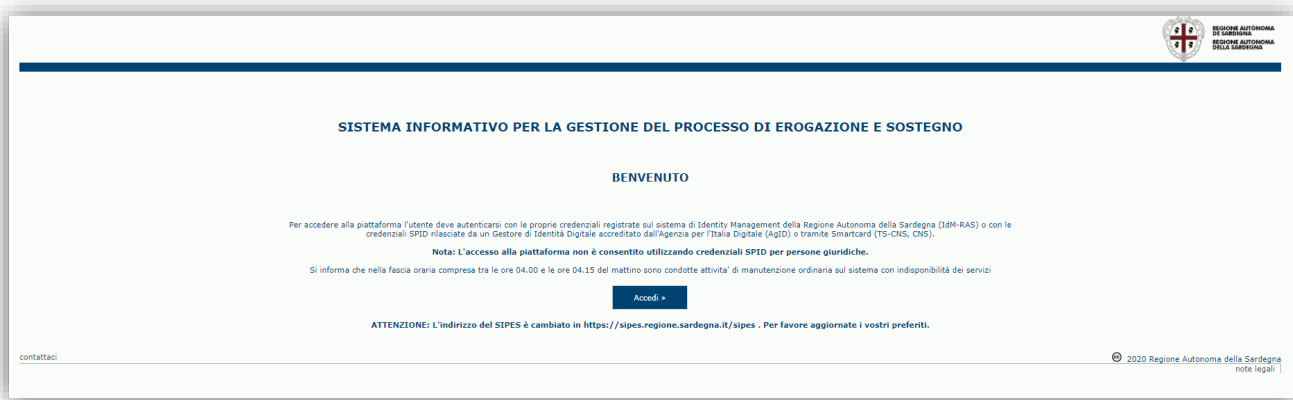 REGIONE AUTÒNOMA
DE SARDIGNA
REGIONE AUTONOMA
DELLA SARDEGNA
SISTEMA INFORMATIVO PER LA GESTIONE DEL PROCESSO DI EROGAZIONE E SOSTEGNO
BENVENUTO
Per accedere alla piattaforma l'utente deve autenticarsi con le proprie credenziali registrate sul sistema di Identity Management della Regione Autonoma della Sardegna (IdM-RAS) o con le
credenziali SPID rilasciate da un Gestore di Identità Digitale accreditato dall'Agenzia per l'Italia Digitale (AgID) o tramite Smartcard (TS-CNS, CNS).
Nota: L'accesso alla piattaforma non è consentito utilizzando credenziali SPID per persone giuridiche.
Si informa che nella fascia oraria compresa tra le ore 04.00 e le ore 04.15 del mattino sono condotte attivita' di manutenzione ordinaria sul sistema con indisponibilità dei servizi
Accedi »
ATTENZIONE: L'indirizzo del SIPES è cambiato in https://sipes.regione.sardegna.it/sipes . Per favore aggiornate i vostri preferiti.
contattaci
cc 2020 Regione Autonoma della Sardegna
note legali |